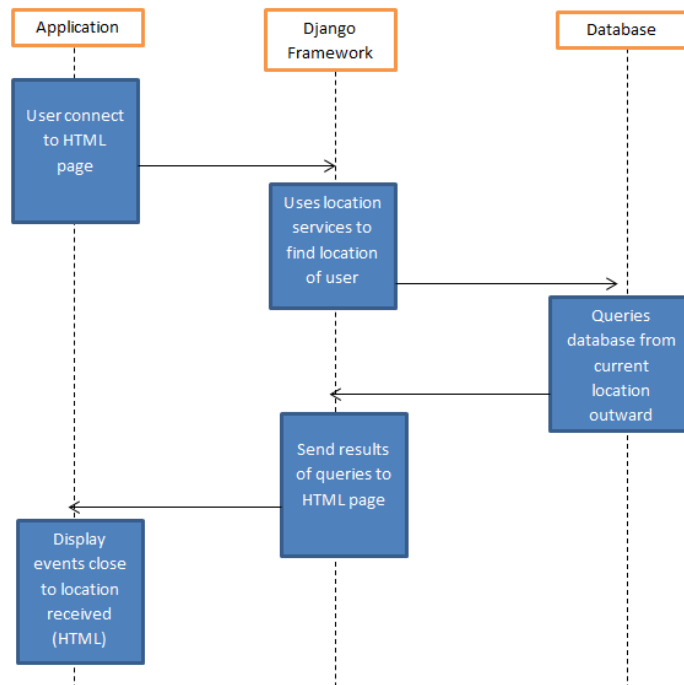 Application
Django
Framework
Database
User connect
to HTML
page
Uses location
services to
find location
of user
Queries
database from
current
location
outward
Send results
of queries to
HTML page
Display
events close
to location
received
(HTML)